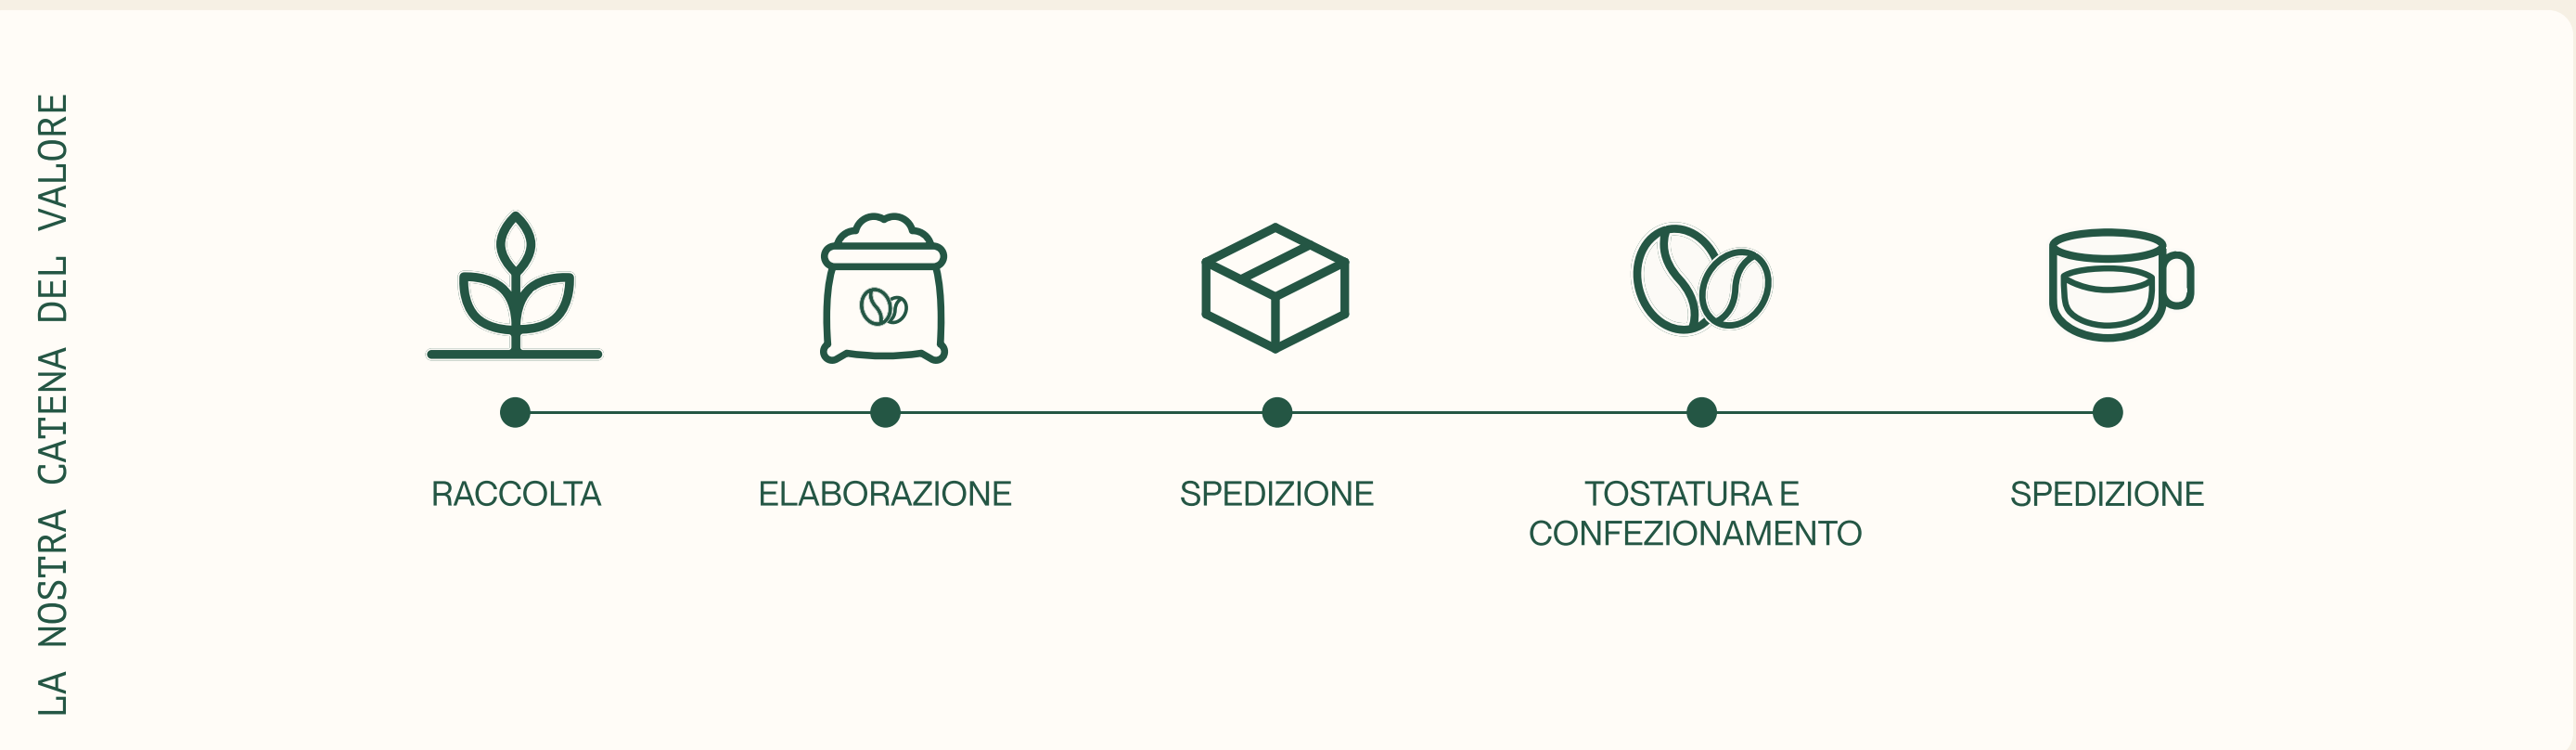 LA NOSTRA CATENA DEL VALORE
RACCOLTA
ELABORAZIONE
SPEDIZIONE
TOSTATURA E
CONFEZIONAMENTO
SPEDIZIONE